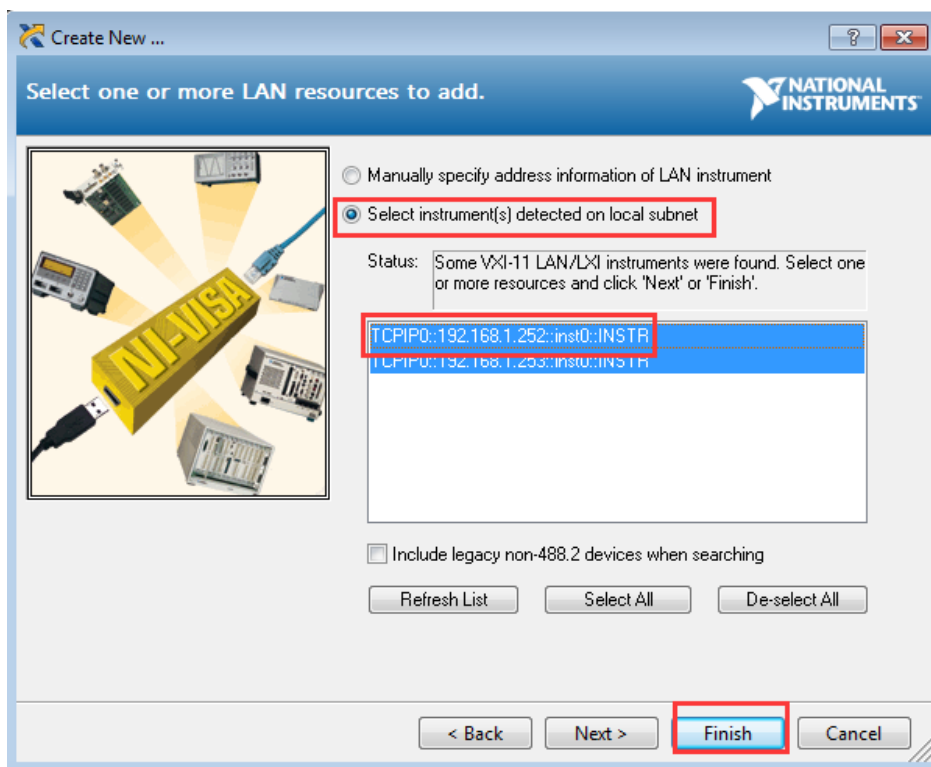 Create New ...
Select one or more LAN resources to add.
NATIONAL
INSTRUMENTS
Manually specify address information of LAN instrument
Select instrument(s) detected on local subnet
Status: Some VXI-11 LAN/LXI instruments were found. Select one
or more resources and click 'Next' or 'Finish'.
TCPIP0::192.168.1.252::inst0::INSTR
TCPIP0::192.168.1.253::inst0::INSTR
NI-VISA
Include legacy non-488.2 devices when searching
Refresh List Select All De-select All
< Back Next > Finish Cancel